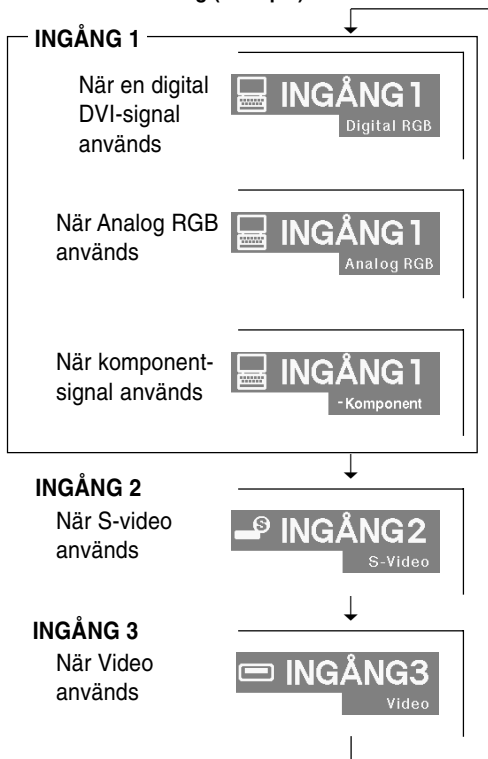 INGÅNG 1
När en digital
DVI-signal
används
INGÅNG1
Digital RGB
När Analog RGB
används
INGÅNG1
Analog RGB
När komponent-
signal används
INGÅNG1
-Komponent
INGÅNG 2
När S-video
används
INGÅNG2
S-Video
INGÅNG 3
När Video
används
INGÅNG3
Video